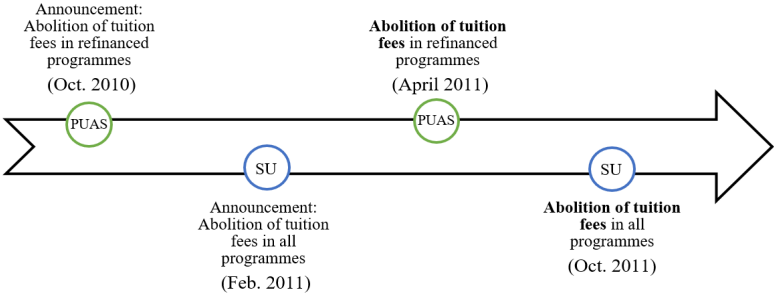 Announcement:
Abolition of tuition
fees in refinanced
programmes
(Oct. 2010)
PUAS
Abolition of tuition
fees in refinanced
programmes
(April 2011)
PUAS
SU
Announcement:
Abolition of tuition
fees in all
programmes
(Feb. 2011)
SU
Abolition of tuition
fees in all
programmes
(Oct. 2011)